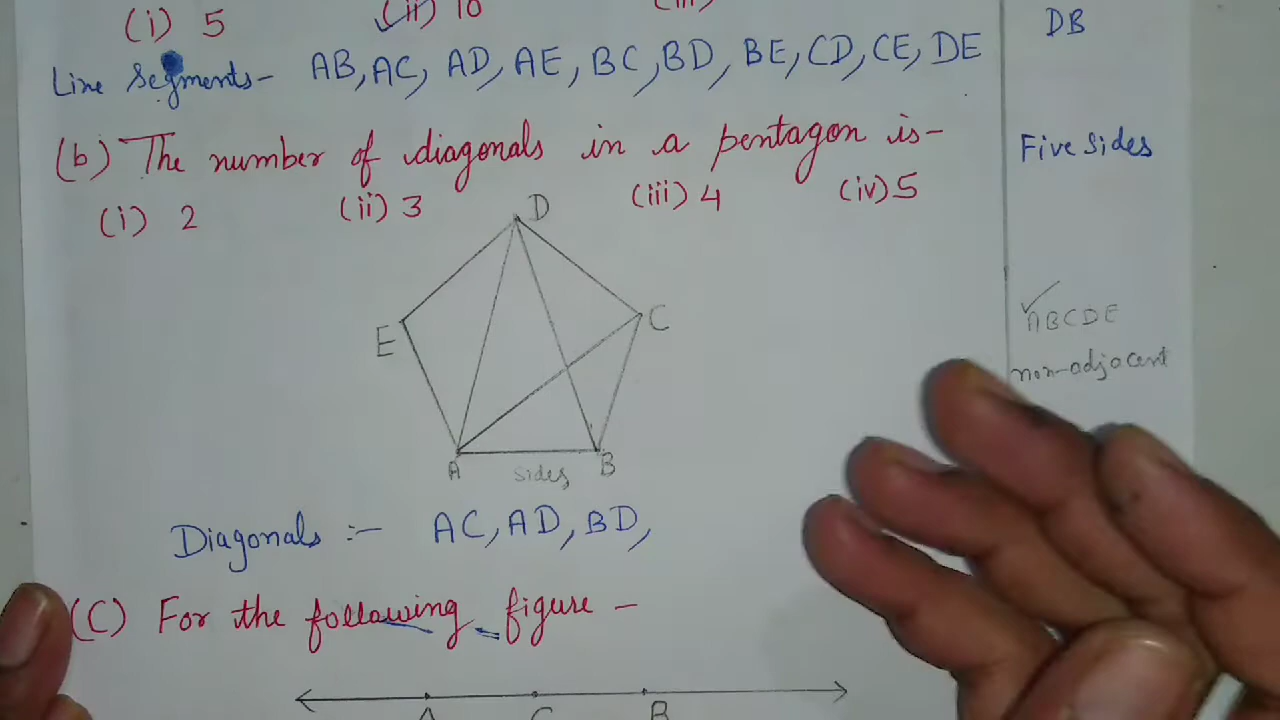 (i) 5 (ii) 10 (iii)
DB
Line Segments- AB, AC, AD, AE, BC, BD, BE, CD, CE, DE
(b) The number of diagonals in a pentagon is-
Five Sides
(i) 2 (ii) 3 (iii) 4 (iv) 5
D
E
C
ABCDE
non-adjacent
A
sides
B
Diagonals :- AC, AD, BD,
(C) For the following figure -
A C B